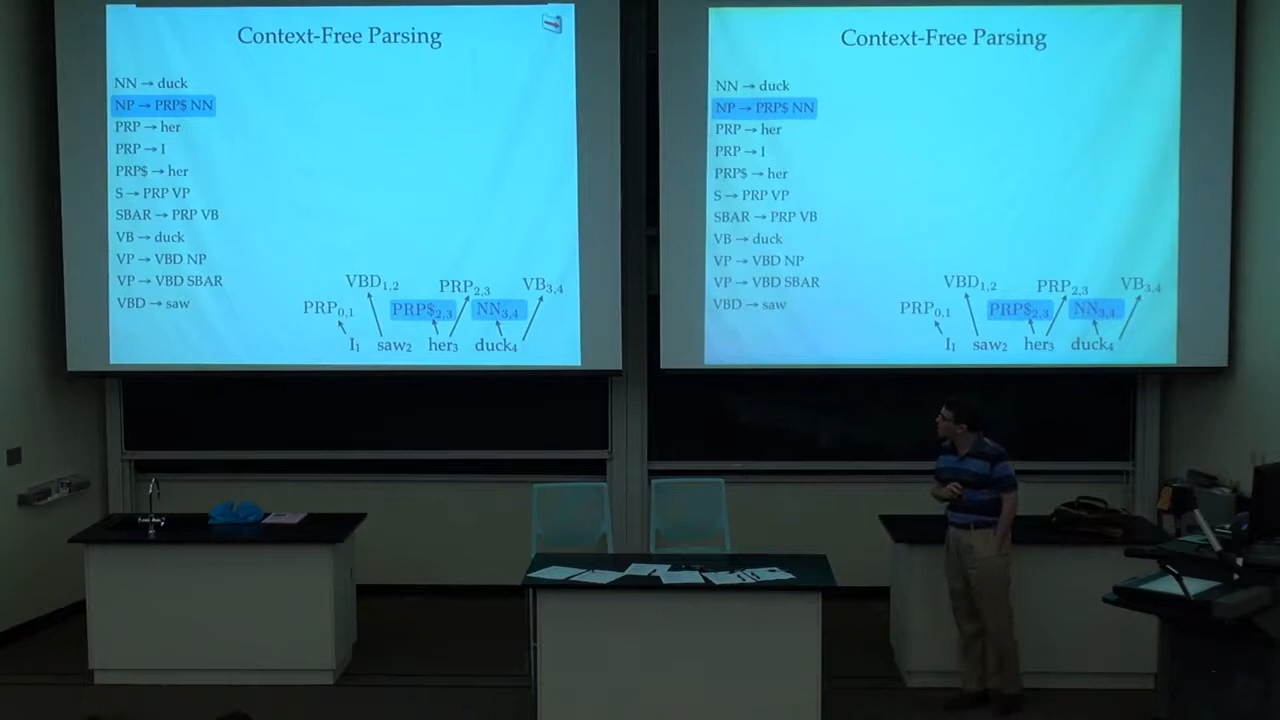 Context-Free Parsing
NN → duck
NP → PRP$ NN
PRP → her
PRP → I
PRP$ → her
S → PRP VP
SBAR → PRP VB
VB → duck
VP → VBD NP
VP → VBD SBAR
VBD → saw
VBD1,2 PRP2,3 VB3,4
PRP0,1 PRP$2,3 NN3,4
I1 saw2 her3 duck4
Context-Free Parsing
NN → duck
NP → PRP$ NN
PRP → her
PRP → I
PRP$ → her
S → PRP VP
SBAR → PRP VB
VB → duck
VP → VBD NP
VP → VBD SBAR
VBD → saw
VBD1,2 PRP2,3 VB3,4
PRP0,1 PRP$2,3 NN3,4
I1 saw2 her3 duck4